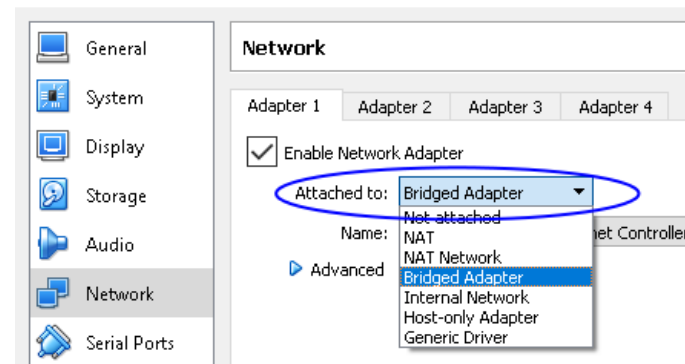 General
System
Display
Storage
Audio
Network
Serial Ports
Network
Adapter 1
Adapter 2
Adapter 3
Adapter 4
Enable Network Adapter
Attached to: Bridged Adapter
Not attached
Name:
NAT
net Controller
NAT Network
Advanced
Bridged Adapter
Internal Network
Host-only Adapter
Generic Driver